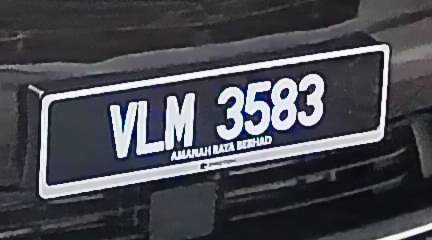 VLM 3583
AMANAH RAYA BERHAD